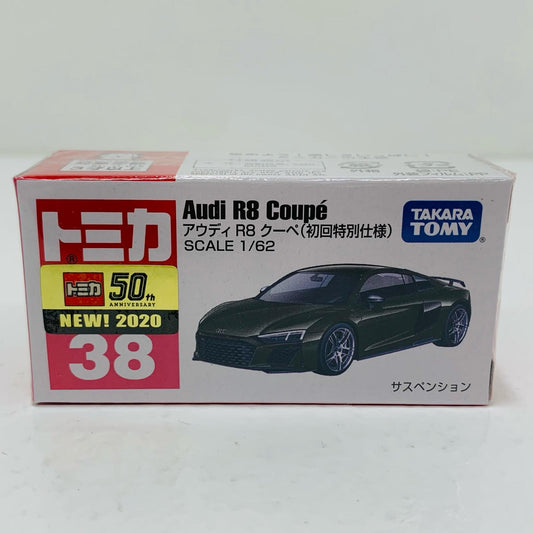 トミカ
®
トミカ 50th
ANNIVERSARY
NEW! 2020
38
Audi R8 Coupé
アウディ R8 クーペ(初回特別仕様)
SCALE 1/62
TAKARA
TOMY®
サスペンション